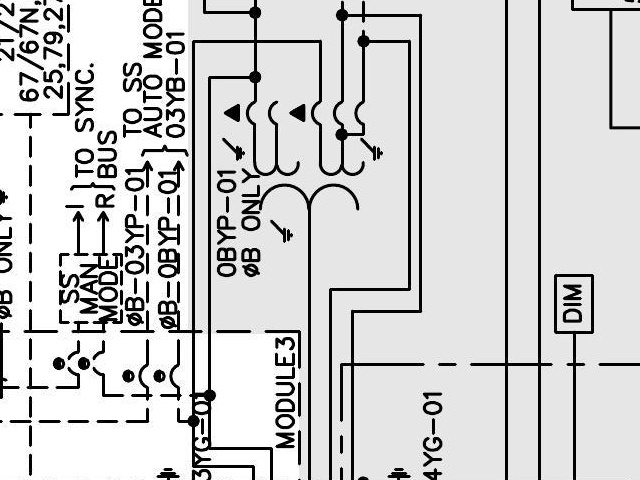 21/2
67/67N,
25,79,27
TO SYNC.
BUS
I
R
TO SS
AUTO MODE
03YB-01
ØB ONLY
SS
MAN
MODE
ØB-03YP-01
ØB-0BYP-01
0BYP-01
ØB ONLY
DIM
MODULE3
3YG-01
4YG-01